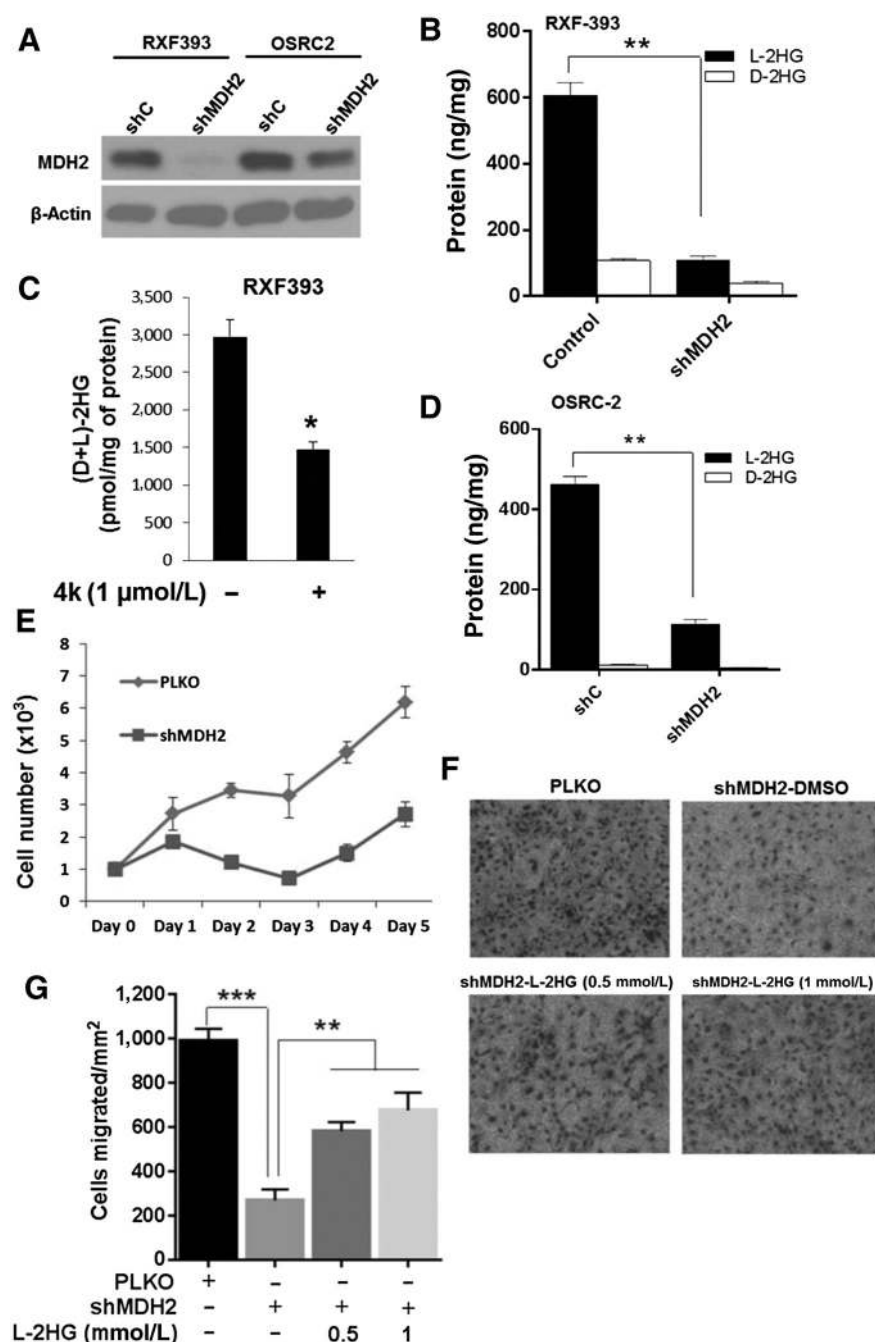 A
RXF393 OSRC2
shC shMDH2 shC shMDH2
MDH2
β-Actin
B
RXF-393
**
L-2HG
D-2HG
Protein (ng/mg)
800
600
400
200
0
Control shMDH2
C
RXF393
(D+L)-2HG
(pmol/mg of protein)
3,500
3,000
2,500
2,000
1,500
1,000
500
0
*
4k (1 µmol/L) – +
D
OSRC-2
**
L-2HG
D-2HG
Protein (ng/mg)
600
400
200
0
shC shMDH2
E
Cell number (x10³)
8
7
6
5
4
3
2
1
0
PLKO
shMDH2
Day 0 Day 1 Day 2 Day 3 Day 4 Day 5
F
PLKO shMDH2-DMSO
shMDH2-L-2HG (0.5 mmol/L) shMDH2-L-2HG (1 mmol/L)
G
Cells migrated/mm²
1,200
1,000
800
600
400
200
0
***
**
PLKO + – – –
shMDH2 – + + +
L-2HG (mmol/L) – – 0.5 1